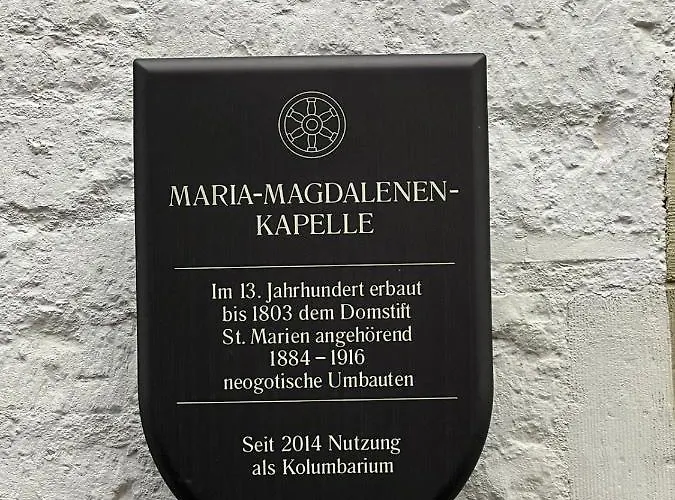 MARIA-MAGDALENEN-
KAPELLE
Im 13. Jahrhundert erbaut
bis 1803 dem Domstift
St. Marien angehörend
1884 – 1916
neogotische Umbauten
Seit 2014 Nutzung
als Kolumbarium